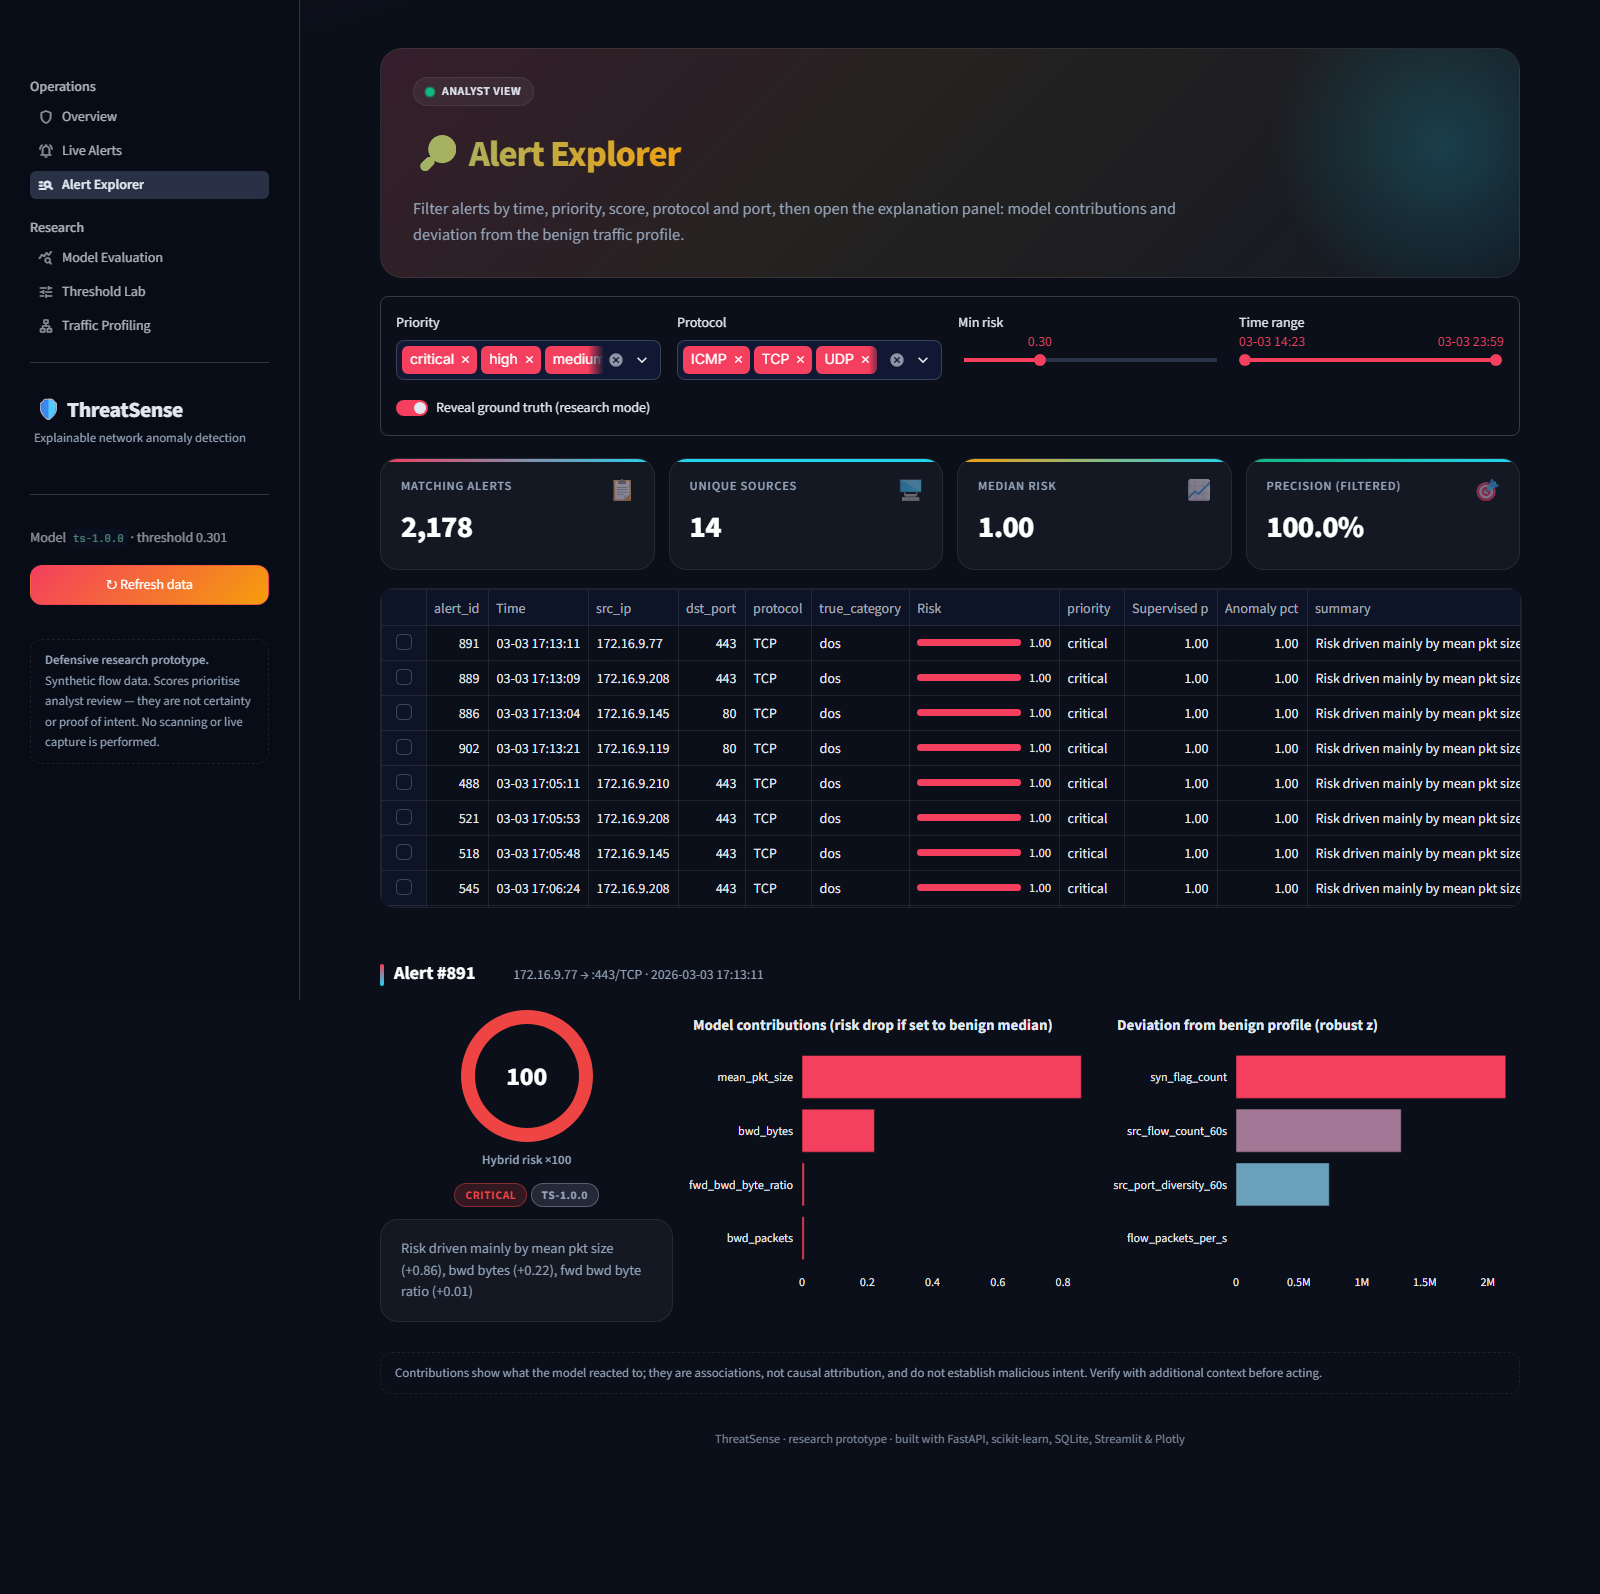 Operations
Overview
Live Alerts
Alert Explorer
Research
Model Evaluation
Threshold Lab
Traffic Profiling
ThreatSense
Explainable network anomaly detection
Model ts-1.0.0 · threshold 0.301
↻ Refresh data
Defensive research prototype.
Synthetic flow data. Scores prioritise
analyst review — they are not certainty
or proof of intent. No scanning or live
capture is performed.
ANALYST VIEW
Alert Explorer
Filter alerts by time, priority, score, protocol and port, then open the explanation panel: model contributions and
deviation from the benign traffic profile.
Priority
critical × high × medium
Protocol
ICMP × TCP × UDP ×
Min risk
0.30
Time range
03-03 14:23 03-03 23:59
Reveal ground truth (research mode)
MATCHING ALERTS
2,178
UNIQUE SOURCES
14
MEDIAN RISK
1.00
PRECISION (FILTERED)
100.0%
alert_id Time src_ip dst_port protocol true_category Risk priority Supervised p Anomaly pct summary
891 03-03 17:13:11 172.16.9.77 443 TCP dos 1.00 critical 1.00 1.00 Risk driven mainly by mean pkt size
889 03-03 17:13:09 172.16.9.208 443 TCP dos 1.00 critical 1.00 1.00 Risk driven mainly by mean pkt size
886 03-03 17:13:04 172.16.9.145 80 TCP dos 1.00 critical 1.00 1.00 Risk driven mainly by mean pkt size
902 03-03 17:13:21 172.16.9.119 80 TCP dos 1.00 critical 1.00 1.00 Risk driven mainly by mean pkt size
488 03-03 17:05:11 172.16.9.210 443 TCP dos 1.00 critical 1.00 1.00 Risk driven mainly by mean pkt size
521 03-03 17:05:53 172.16.9.208 443 TCP dos 1.00 critical 1.00 1.00 Risk driven mainly by mean pkt size
518 03-03 17:05:48 172.16.9.145 443 TCP dos 1.00 critical 1.00 1.00 Risk driven mainly by mean pkt size
545 03-03 17:06:24 172.16.9.208 443 TCP dos 1.00 critical 1.00 1.00 Risk driven mainly by mean pkt size
Alert #891 172.16.9.77 → :443/TCP · 2026-03-03 17:13:11
100
Hybrid risk ×100
CRITICAL TS-1.0.0
Risk driven mainly by mean pkt size
(+0.86), bwd bytes (+0.22), fwd bwd byte
ratio (+0.01)
Model contributions (risk drop if set to benign median)
mean_pkt_size
bwd_bytes
fwd_bwd_byte_ratio
bwd_packets
0 0.2 0.4 0.6 0.8
Deviation from benign profile (robust z)
syn_flag_count
src_flow_count_60s
src_port_diversity_60s
flow_packets_per_s
0 0.5M 1M 1.5M 2M
Contributions show what the model reacted to; they are associations, not causal attribution, and do not establish malicious intent. Verify with additional context before acting.
ThreatSense · research prototype · built with FastAPI, scikit-learn, SQLite, Streamlit & Plotly